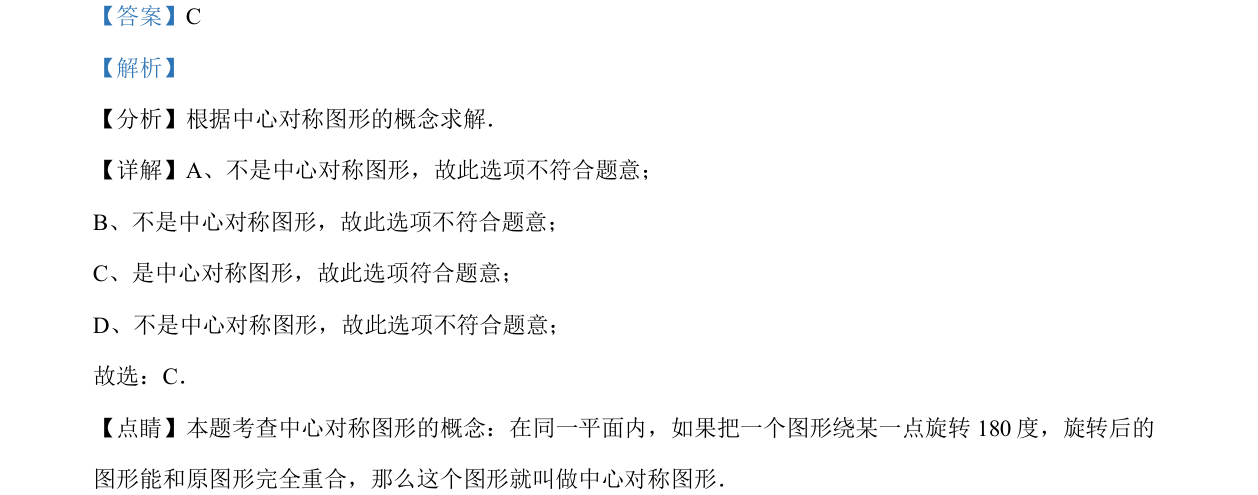 【答案】C
【解析】
【分析】根据中心对称图形的概念求解．
【详解】A、不是中心对称图形，故此选项不符合题意；
B、不是中心对称图形，故此选项不符合题意；
C、是中心对称图形，故此选项符合题意；
D、不是中心对称图形，故此选项不符合题意；
故选：C．
【点睛】本题考查中心对称图形的概念：在同一平面内，如果把一个图形绕某一点旋转 180 度，旋转后的
图形能和原图形完全重合，那么这个图形就叫做中心对称图形．